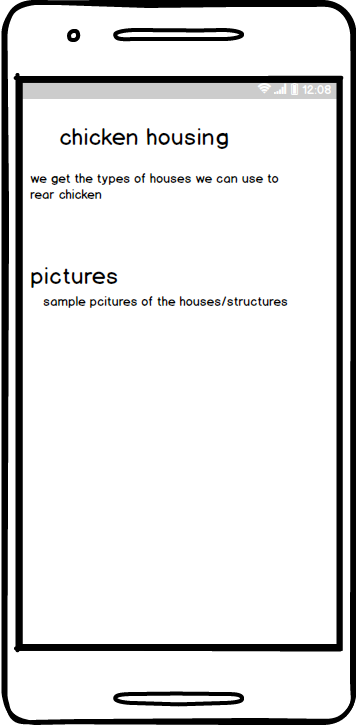 12:08
chicken housing
we get the types of houses we can use to
rear chicken
pictures
sample pcitures of the houses/structures